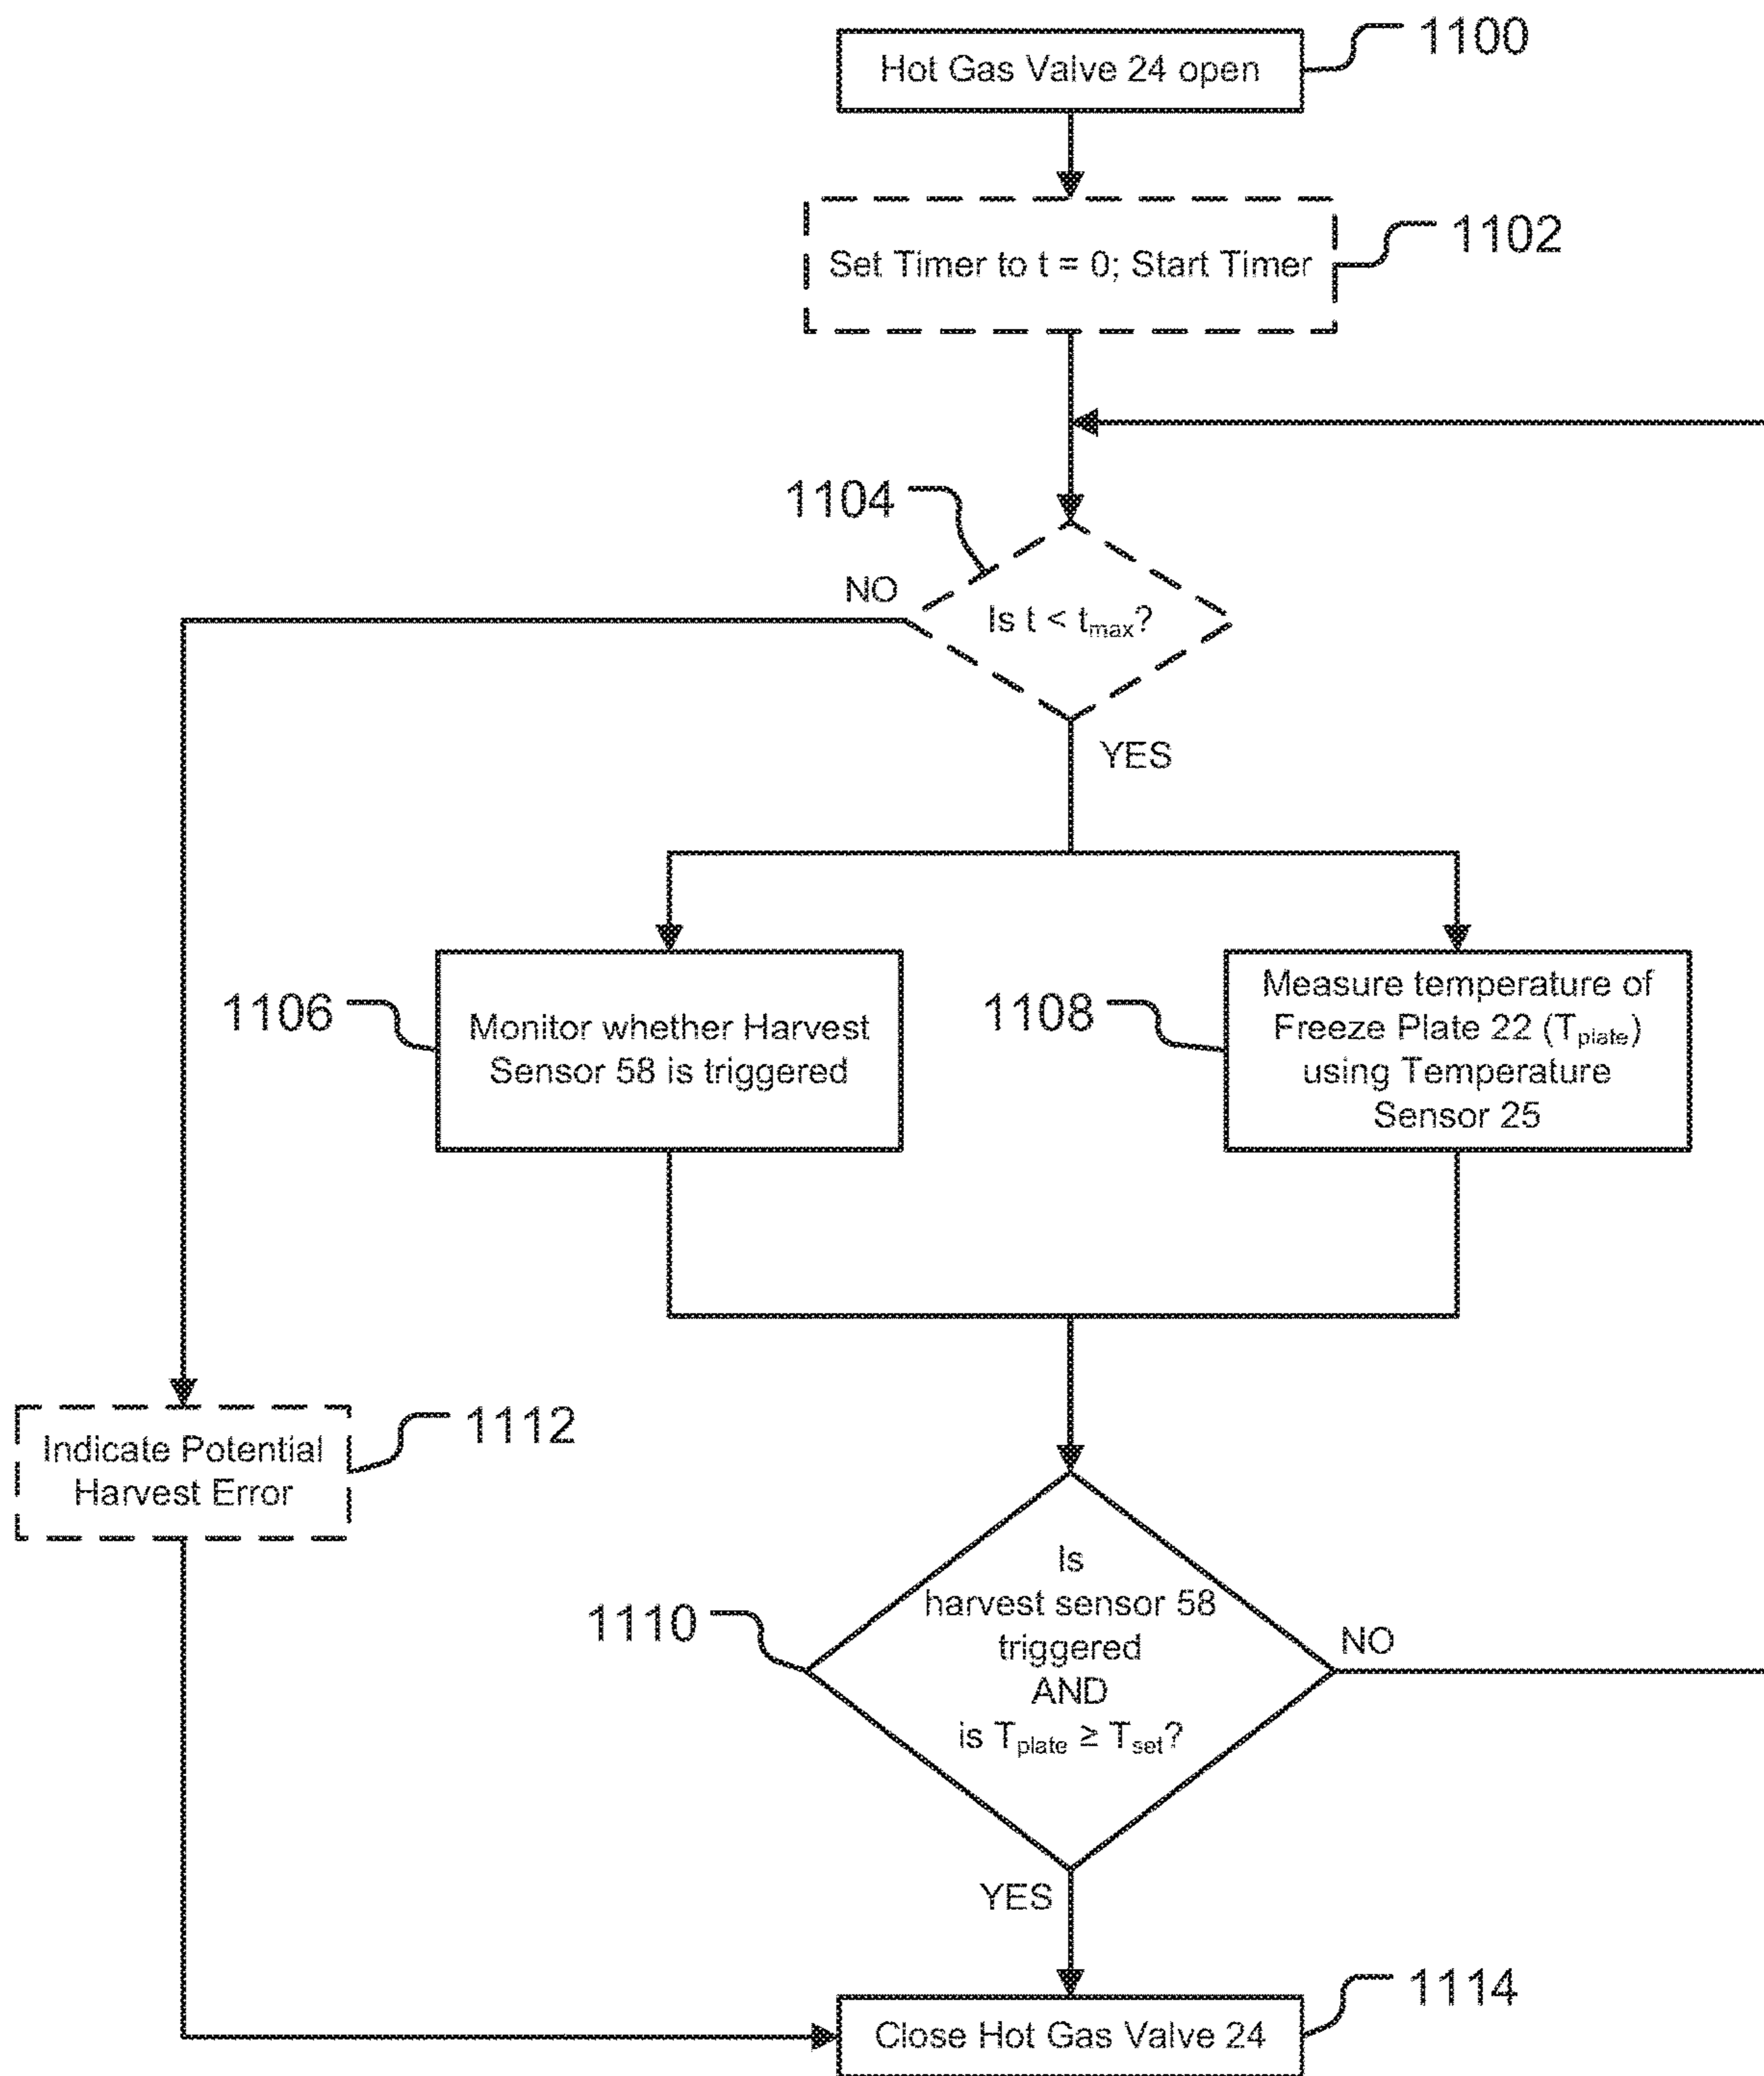 1100
Hot Gas Valve 24 open
1102
Set Timer to t = 0; Start Timer
1104
NO
Is t < tmax?
YES
1106
Monitor whether Harvest
Sensor 58 is triggered
1108
Measure temperature of
Freeze Plate 22 (Tplate)
using Temperature
Sensor 25
1112
Indicate Potential
Harvest Error
1110
Is
harvest sensor 58
triggered
AND
is Tplate ≥ Tset?
NO
YES
1114
Close Hot Gas Valve 24